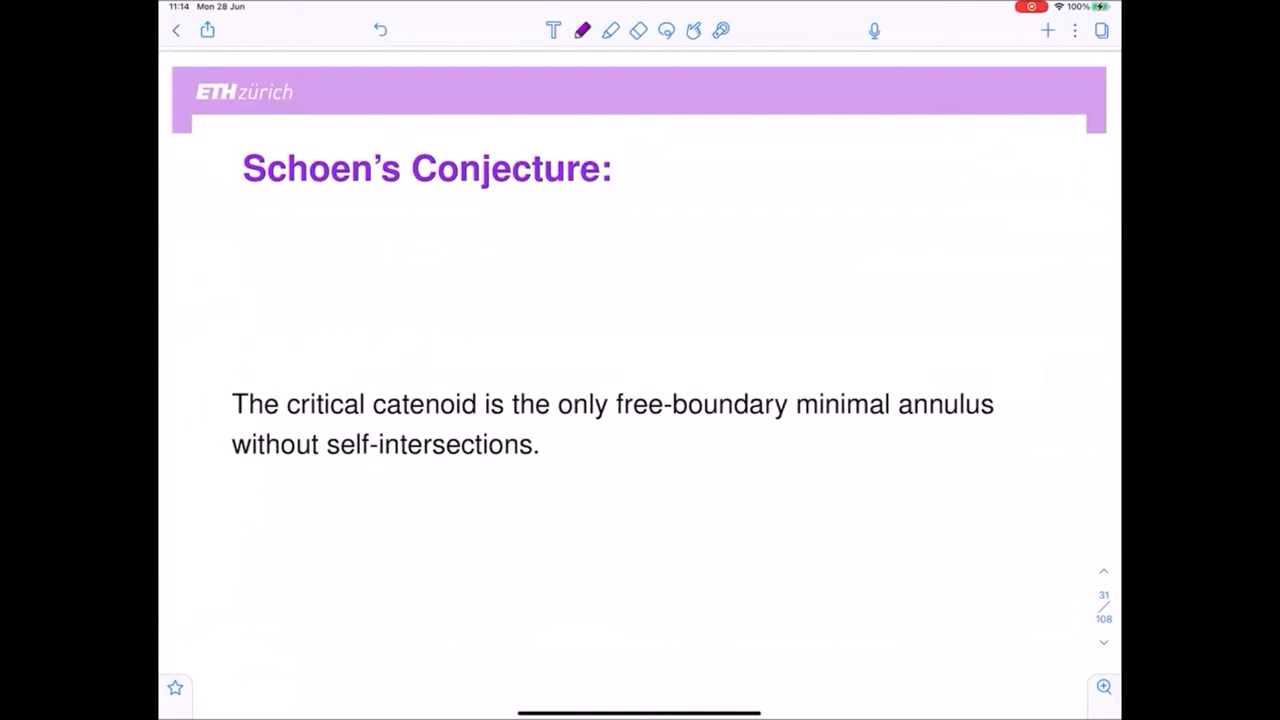 11:14 Mon 28 Jun
100%
T
ETH zürich
Schoen's Conjecture:
The critical catenoid is the only free-boundary minimal annulus
without self-intersections.
31
/
108